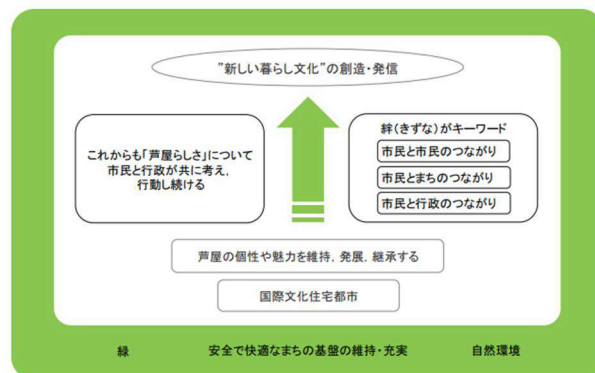 ”新しい暮らし文化”の創造・発信
これからも「芦屋らしさ」について
市民と行政が共に考え，
行動し続ける
絆（きずな）がキーワード
市民と市民のつながり
市民とまちのつながり
市民と行政のつながり
芦屋の個性や魅力を維持，発展，継承する
国際文化住宅都市
緑　安全で快適なまちの基盤の維持・充実　自然環境